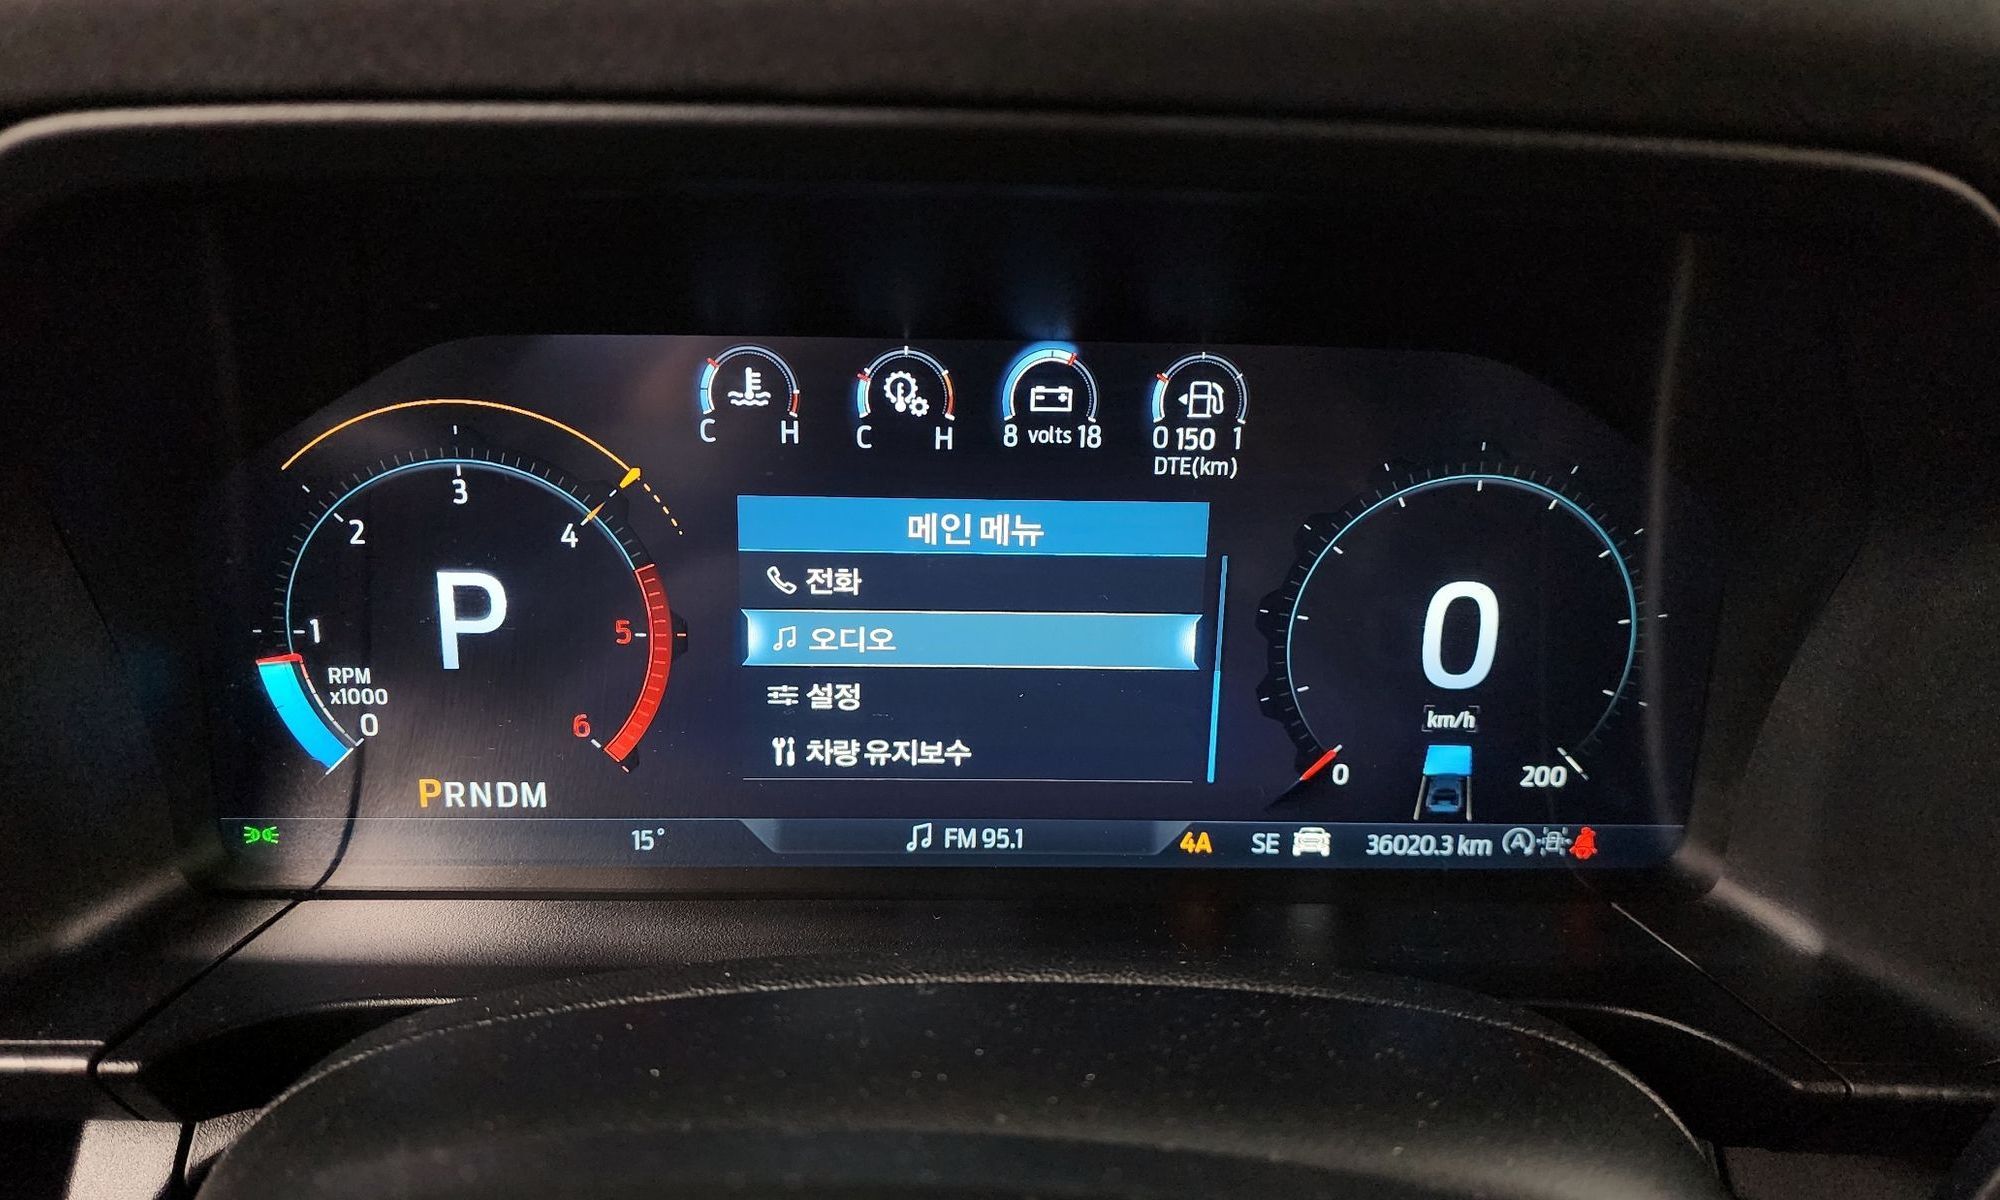 C H
C H
8 volts 18
0 150 1
DTE(km)
1
2
3
4
5
6
0
RPM
x1000
P
PRNDM
메인 메뉴
전화
오디오
설정
차량 유지보수
0
km/h
0
200
15°
FM 95.1
4A
SE
36020.3 km
A